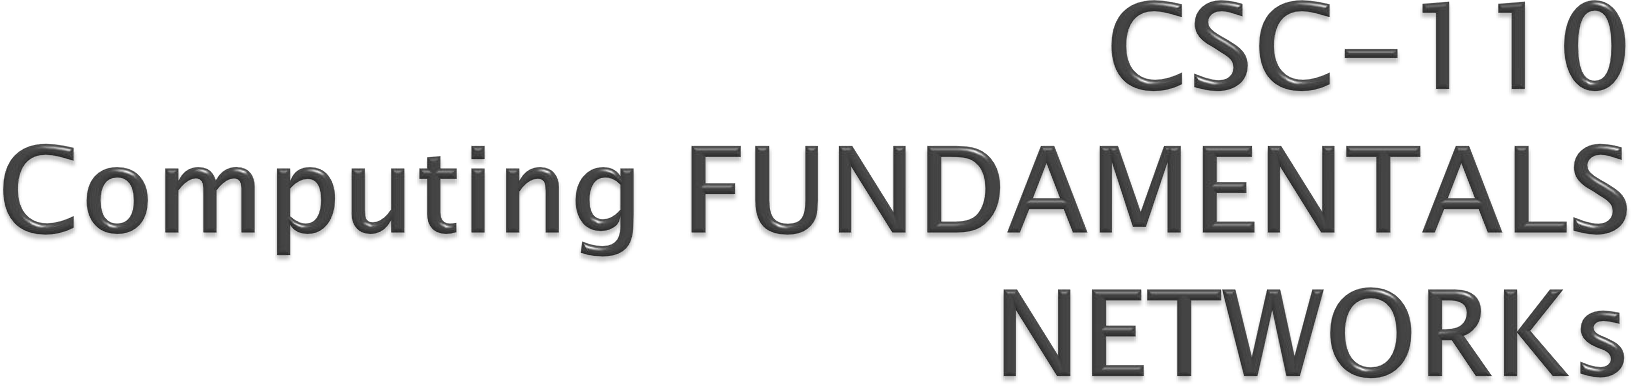 CSC-110
Computing FUNDAMENTALS
NETWORKs